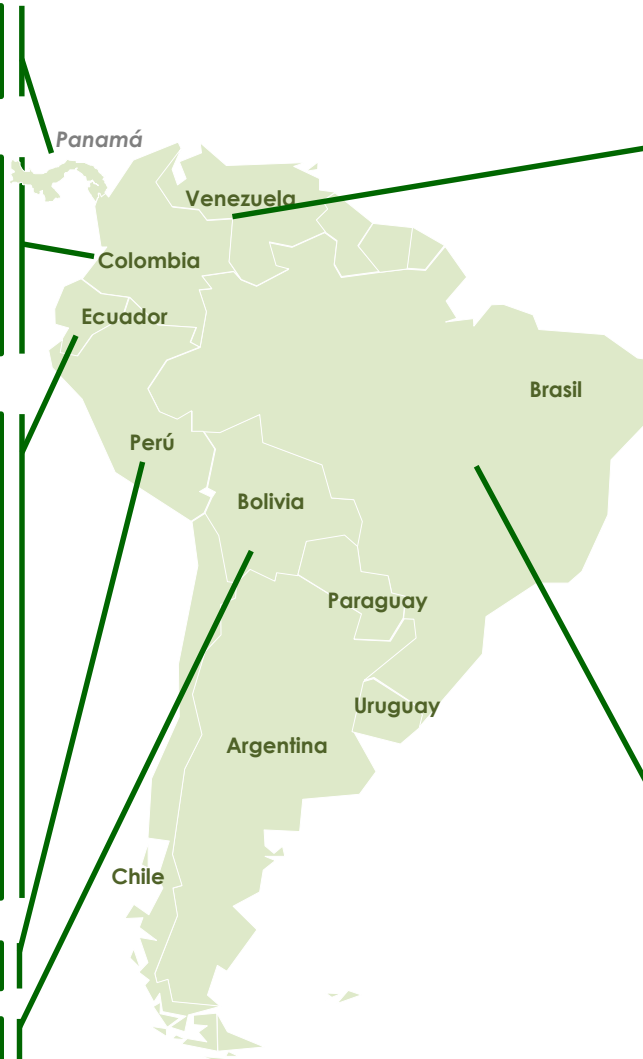 Panamá
Venezuela
Colombia
Ecuador
Brasil
Perú
Bolivia
Paraguay
Uruguay
Argentina
Chile